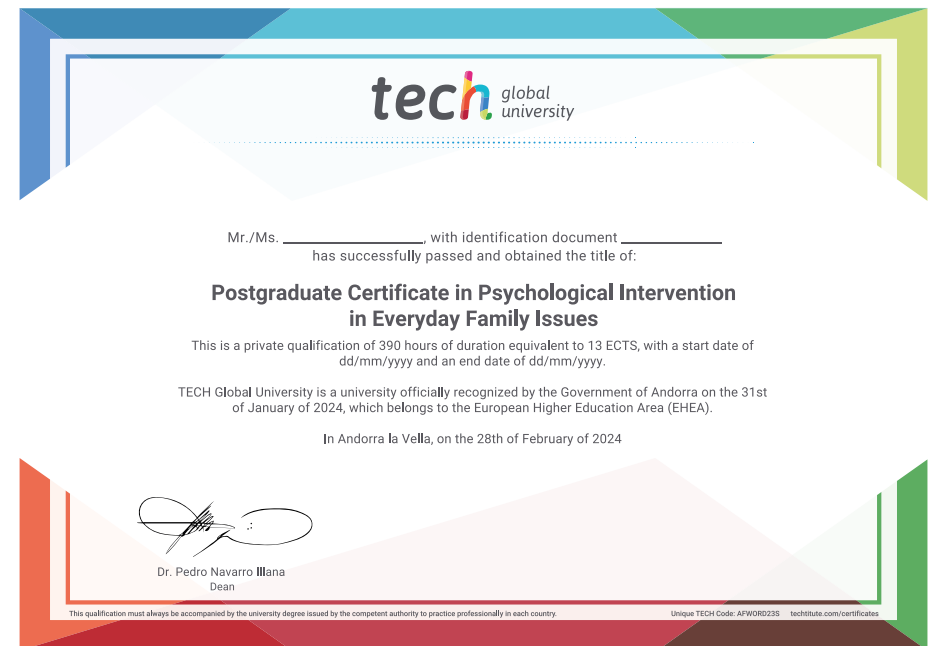 tech global
university
Mr./Ms. ____________, with identification document ____________
has successfully passed and obtained the title of:
Postgraduate Certificate in Psychological Intervention
in Everyday Family Issues
This is a private qualification of 390 hours of duration equivalent to 13 ECTS, with a start date of
dd/mm/yyyy and an end date of dd/mm/yyyy.
TECH Global University is a university officially recognized by the Government of Andorra on the 31st
of January of 2024, which belongs to the European Higher Education Area (EHEA).
In Andorra la Vella, on the 28th of February of 2024
Dr. Pedro Navarro Illana
Dean
This qualification must always be accompanied by the university degree issued by the competent authority to practice professionally in each country. Unique TECH Code: AFWORD23S techtitute.com/certificates